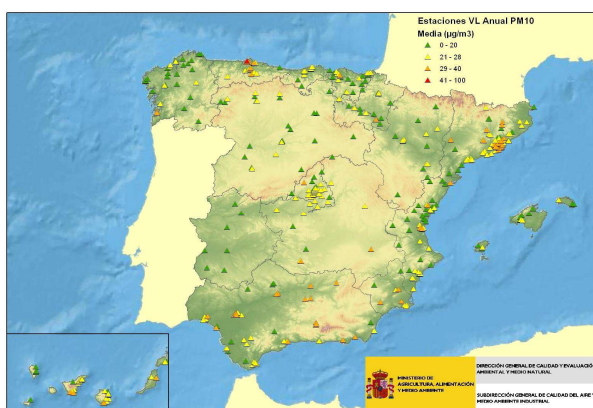 Estaciones VL Anual PM10
Media (µg/m3)
0 - 20
21 - 28
29 - 40
41 - 100
MINISTERIO DE
AGRICULTURA, ALIMENTACIÓN
Y MEDIO AMBIENTE
DIRECCIÓN GENERAL DE CALIDAD Y EVALUACIÓ
AMBIENTAL Y MEDIO NATURAL
SUBDIRECCIÓN GENERAL DE CALIDAD DEL AIRE Y
MEDIO AMBIENTE INDUSTRIAL